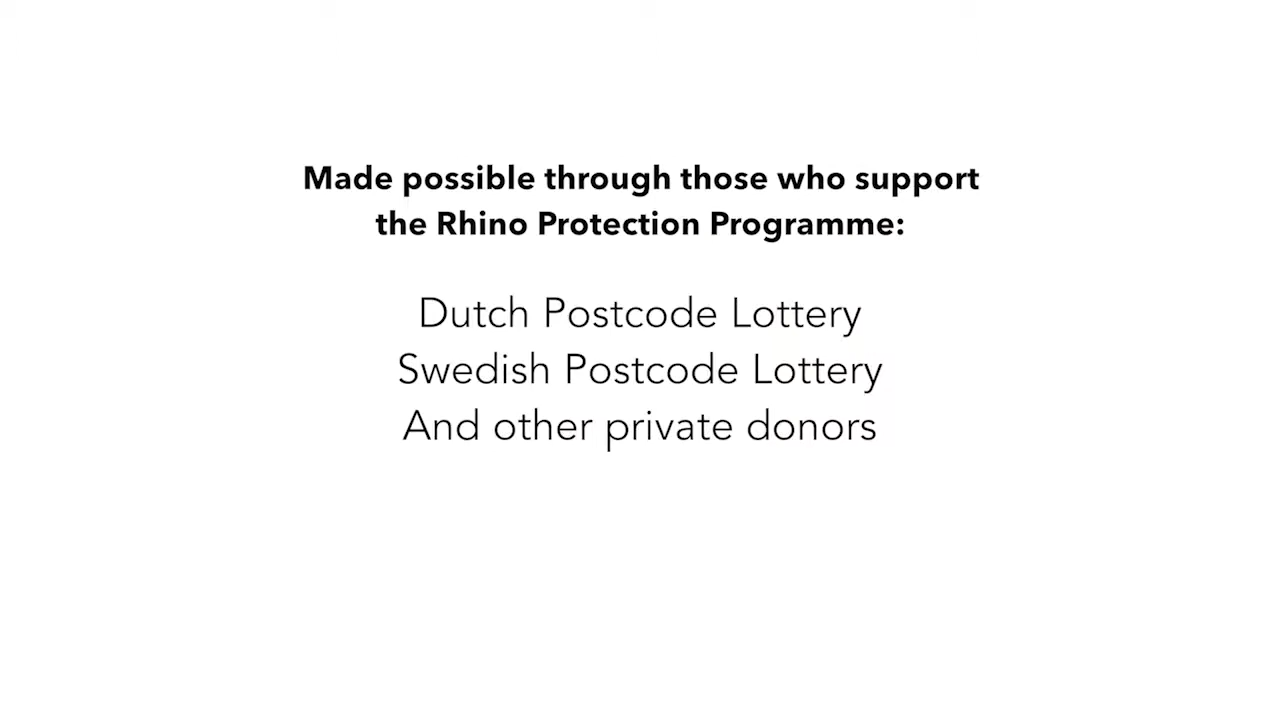 Made possible through those who support
the Rhino Protection Programme:
Dutch Postcode Lottery
Swedish Postcode Lottery
And other private donors